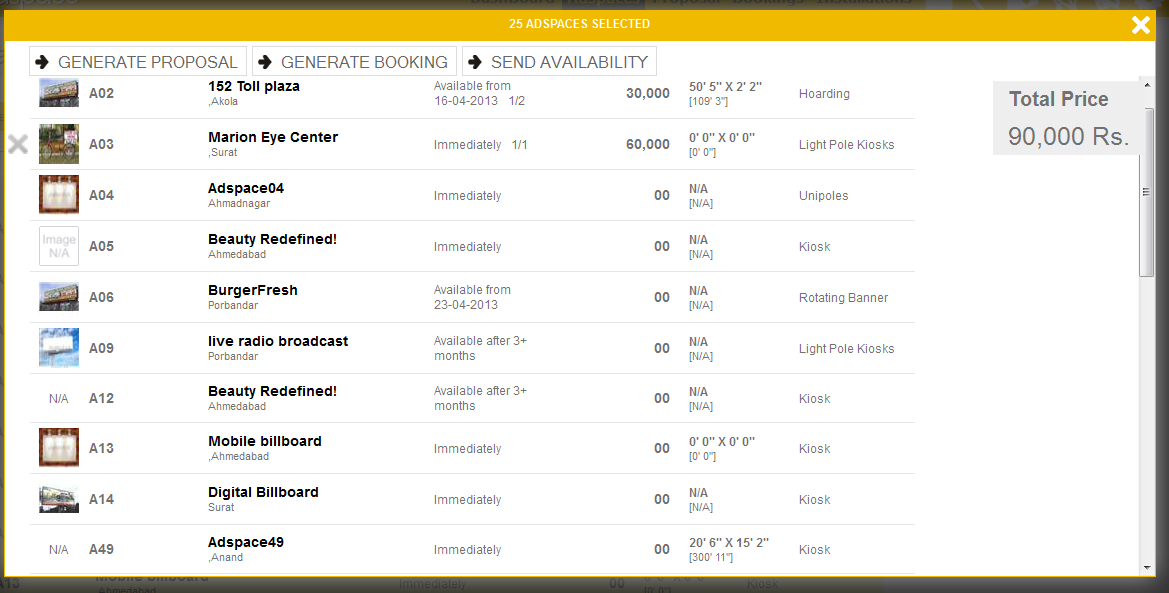 25 ADSPACES SELECTED
GENERATE PROPOSAL GENERATE BOOKING SEND AVAILABILITY
Total Price
90,000 Rs.
A02 152 Toll plaza Available from 30,000 50' 5" X 2' 2" Hoarding
,Akola 16-04-2013 1/2 [109' 3"]
A03 Marion Eye Center Immediately 1/1 60,000 0' 0" X 0' 0" Light Pole Kiosks
,Surat [0' 0"]
A04 Adspace04 Immediately 00 N/A Unipoles
Ahmadnagar [N/A]
Image N/A A05 Beauty Redefined! Immediately 00 N/A Kiosk
Ahmedabad [N/A]
A06 BurgerFresh Available from 00 N/A Rotating Banner
Porbandar 23-04-2013 [N/A]
A09 live radio broadcast Available after 3+ 00 N/A Light Pole Kiosks
Porbandar months [N/A]
N/A A12 Beauty Redefined! Available after 3+ 00 N/A Kiosk
Ahmedabad months [N/A]
A13 Mobile billboard Immediately 00 0' 0" X 0' 0" Kiosk
,Ahmedabad [0' 0"]
A14 Digital Billboard Immediately 00 N/A Kiosk
Surat [N/A]
N/A A49 Adspace49 Immediately 00 20' 6" X 15' 2" Kiosk
,Anand [300' 11"]
A13 Mobile billboard Immediately 00 Kiosk